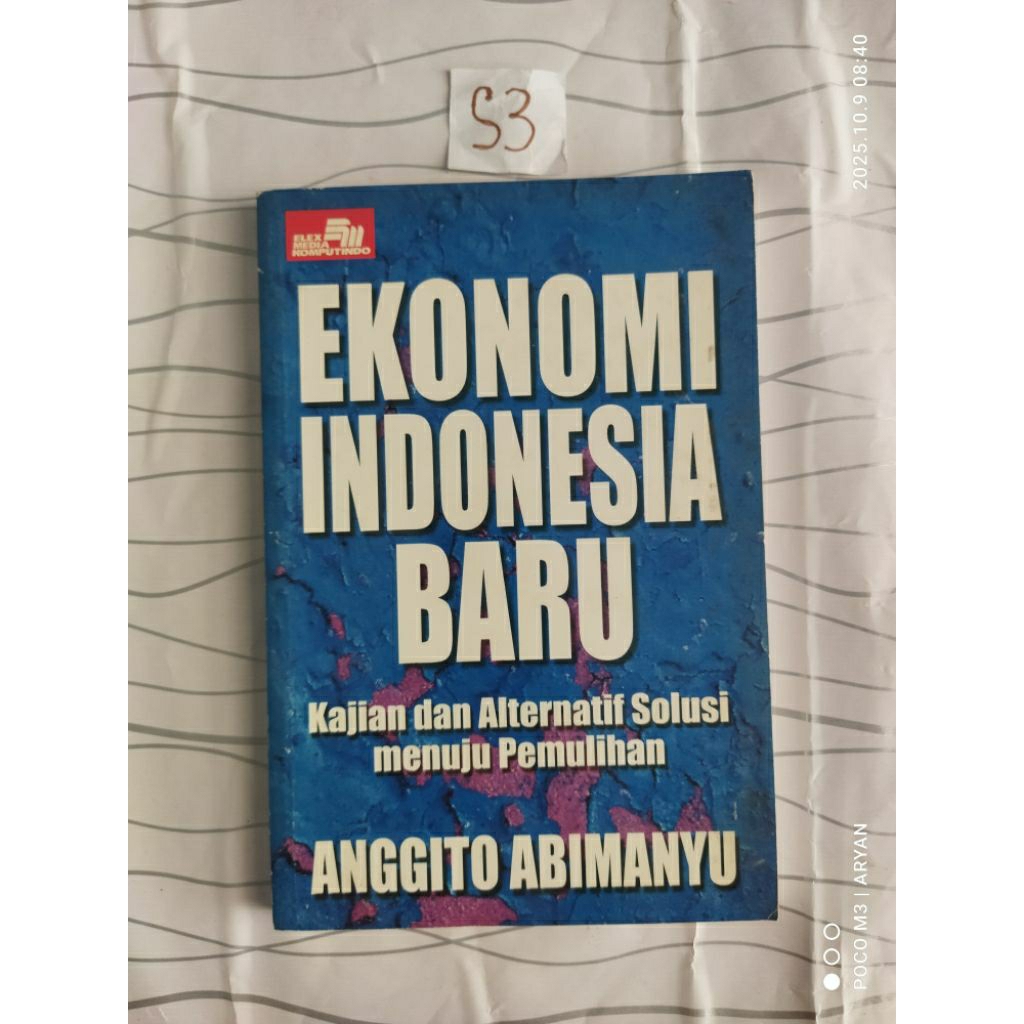 S3
ELEX
MEDIA
KOMPUTINDO
EKONOMI
INDONESIA
BARU
Kajian dan Alternatif Solusi
menuju Pemulihan
ANGGITO ABIMANYU
2025.10.9 08:40
POCO M3 | ARYAN